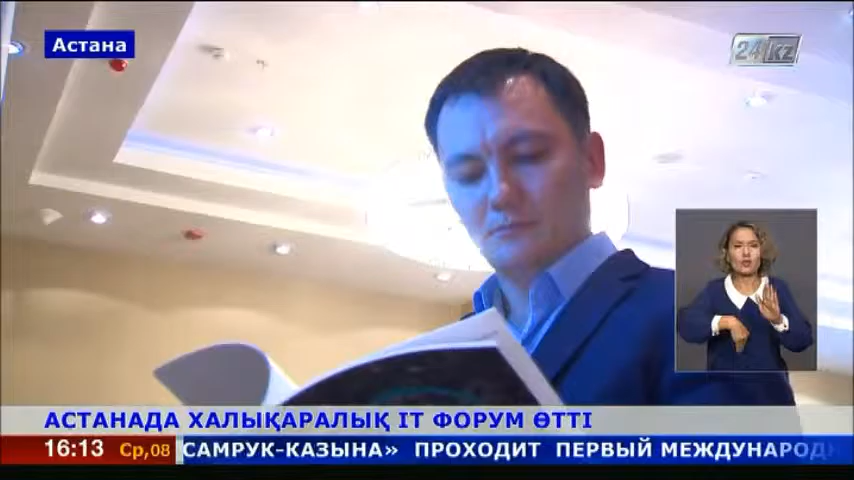 Астана
24kz
АСТАНАДА ХАЛЫҚАРАЛЫҚ IT ФОРУМ ӨТТІ
16:13 Ср,08 САМРУК-КАЗЫНА» ПРОХОДИТ ПЕРВЫЙ МЕЖДУНАРОД